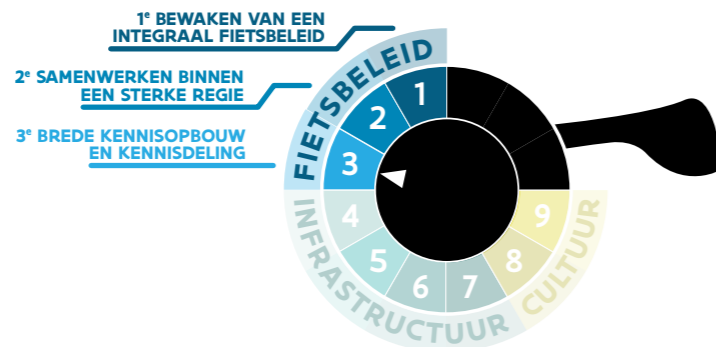 1e BEWAKEN VAN EEN
INTEGRAAL FIETSBELEID
2e SAMENWERKEN BINNEN
EEN STERKE REGIE
3e BREDE KENNISOPBOUW
EN KENNISDELING
FIETSBELEID
1
2
3
INFRASTRUCTUUR
4
5
6
7
CULTUUR
8
9